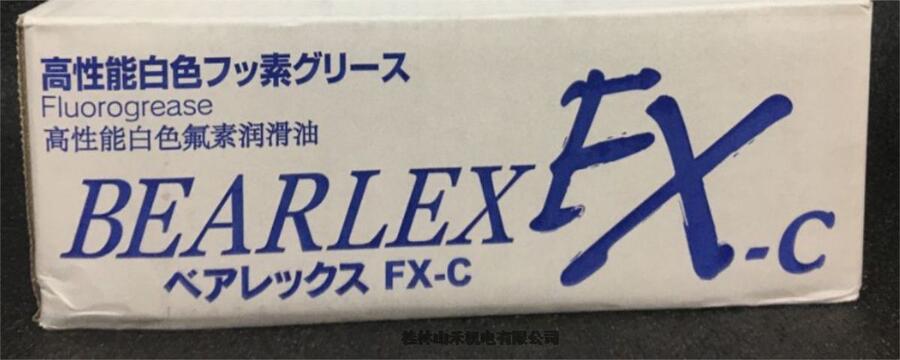 高性能白色フッ素グリース
Fluorogrease
高性能白色氟素润滑油
BEARLEX FX-C
ベアレックス FX-C
桂林山禾机电有限公司